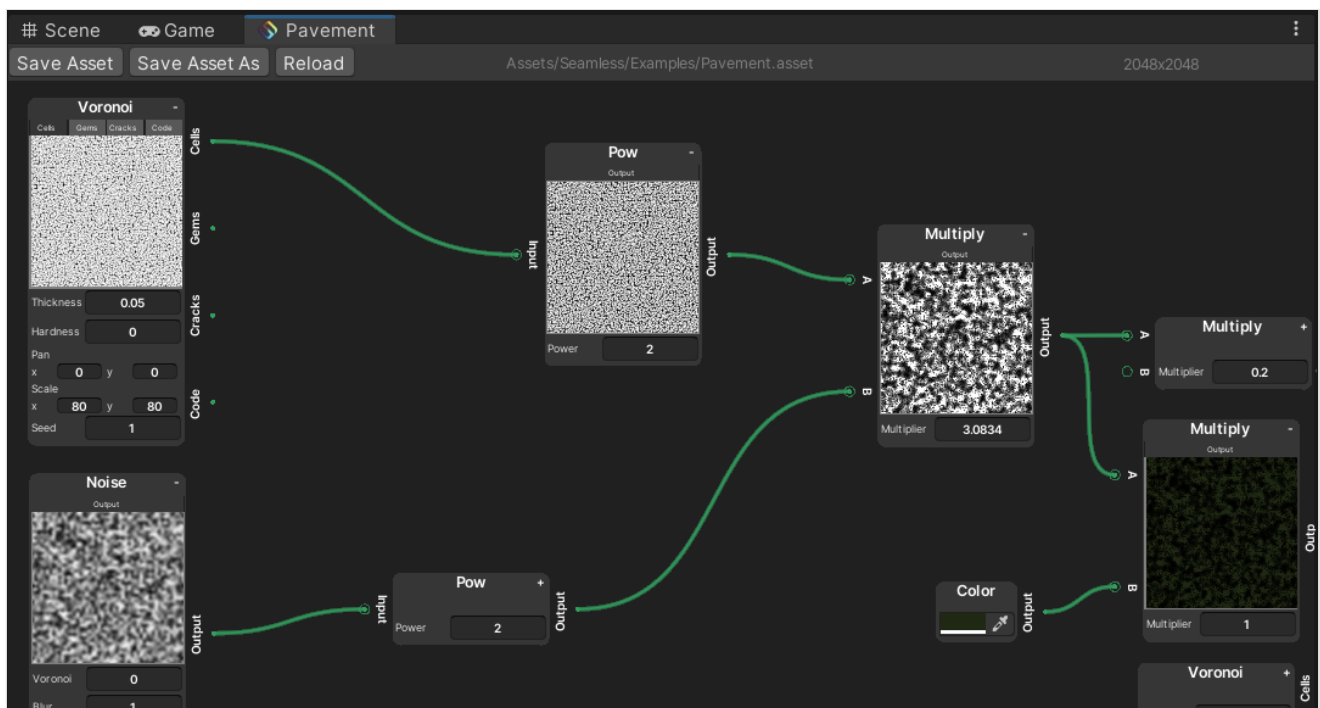 Scene Game Pavement
Save Asset Save Asset As Reload Assets/Seamless/Examples/Pavement.asset 2048x2048
Voronoi -
Cells Gems Cracks Code
Cells
Gems
Cracks
Code
Thickness 0.05
Hardness 0
Pan
x 0 y 0
Scale
x 80 y 80
Seed 1
Noise -
Output
Output
Voronoi 0
Blur 1
Pow -
Output
Input
Output
Power 2
Pow +
Input
Output
Power 2
Multiply -
Output
A
B
Output
Multiplier 3.0834
Multiply +
A
B
Multiplier 0.2
Multiply -
Output
A
B
Outp
Multiplier 1
Color
Output
Voronoi +
Cells